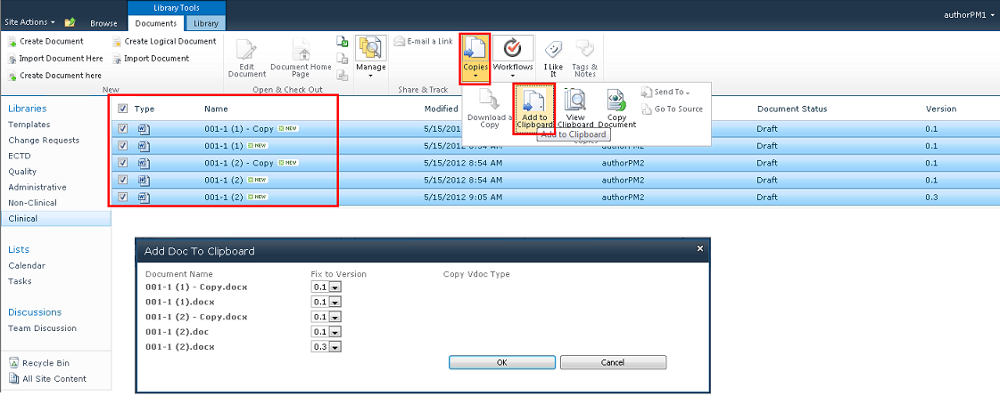 Library Tools
Site Actions Browse Documents Library authorPM1
Create Document Create Logical Document
Import Document Here Import Document
Create Document here
New
Edit Document
Document Home Page
Open & Check Out
Manage
E-mail a Link
Share & Track
Copies
Workflows
I Like It
Tags & Notes
Download a Copy
Add to Clipboard
View Clipboard
Copy Document
Send To
Go To Source
Add to Clipboard
Copies
Libraries
Templates
Change Requests
ECTD
Quality
Administrative
Non-Clinical
Clinical
Lists
Calendar
Tasks
Discussions
Team Discussion
Recycle Bin
All Site Content
Type Name Modified Document Status Version
001-1 (1) - Copy NEW 5/15/2012 Draft 0.1
001-1 (1) NEW 5/15/2012 Draft 0.1
001-1 (2) - Copy NEW 5/15/2012 8:54 AM authorPM2 Draft 0.1
001-1 (2) NEW 5/15/2012 8:54 AM authorPM2 Draft 0.1
001-1 (2) NEW 5/15/2012 9:05 AM authorPM2 Draft 0.3
Add Doc To Clipboard
Document Name Fix to Version Copy Vdoc Type
001-1 (1) - Copy.docx 0.1
001-1 (1).docx 0.1
001-1 (2) - Copy.docx 0.1
001-1 (2).doc 0.1
001-1 (2).docx 0.3
OK Cancel